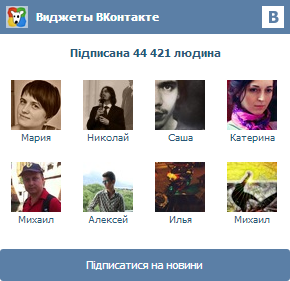 Виджеты ВКонтакте
В
Підписана 44 421 людина
Мария Николай Саша Катерина
Михаил Алексей Илья Михаил
Підписатися на новини